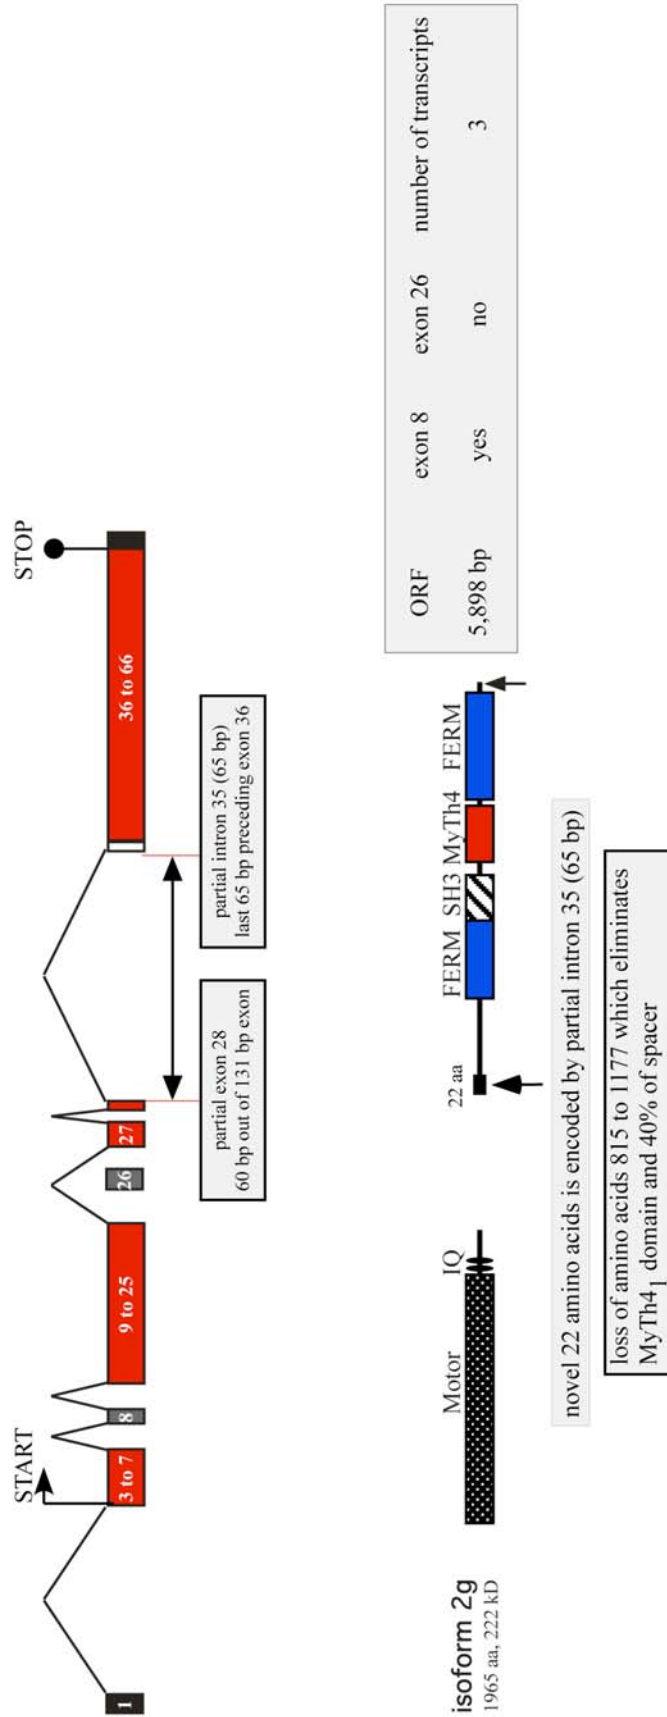 START
STOP
1
3 to 7
8
9 to 25
26
27
36 to 66
partial exon 28
60 bp out of 131 bp exon
partial intron 35 (65 bp)
last 65 bp preceding exon 36
isoform 2g
1965 aa, 222 kD
Motor
IQ
22 aa
FERM
SH3
MyTh4
FERM
ORF exon 8 exon 26 number of transcripts
5,898 bp yes no 3
novel 22 amino acids is encoded by partial intron 35 (65 bp)
loss of amino acids 815 to 1177 which eliminates
MyTh4₁ domain and 40% of spacer